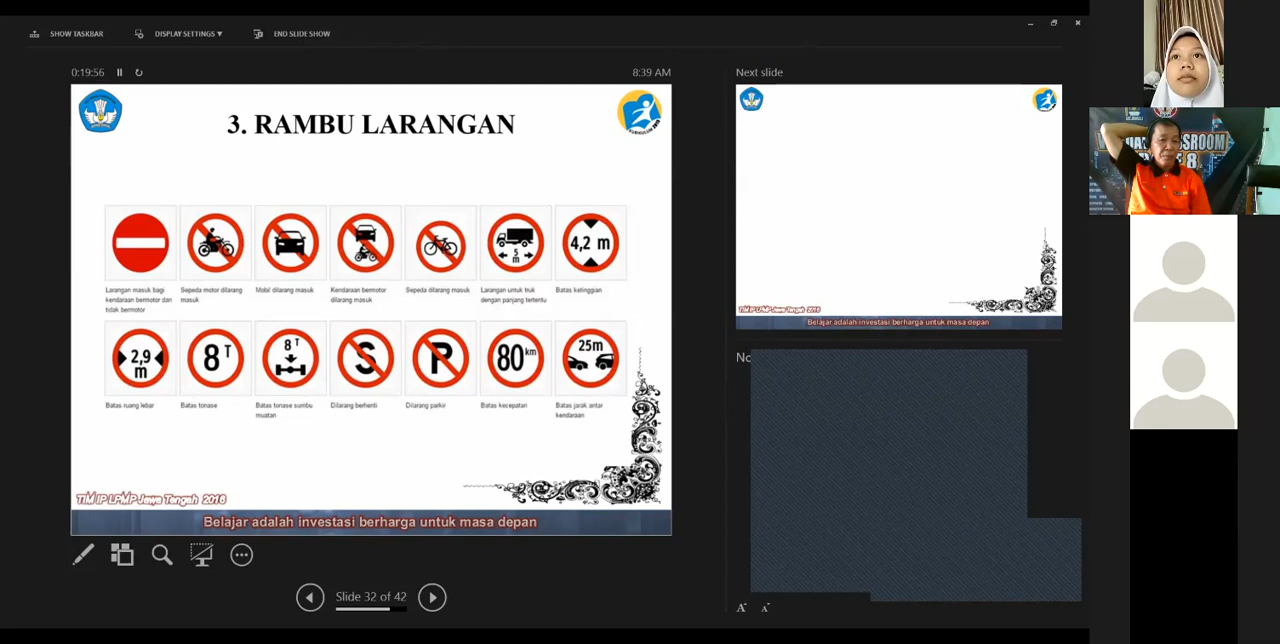 SHOW TASKBAR
DISPLAY SETTINGS ▼
END SLIDE SHOW
0:19:56
8:39 AM
3. RAMBU LARANGAN
5 m
4,2 m
Larangan masuk bagi kendaraan bermotor dan tidak bermotor
Sepeda motor dilarang masuk
Mobil dilarang masuk
Kendaraan bermotor dilarang masuk
Sepeda dilarang masuk
Larangan untuk truk dengan panjang tertentu
Batas ketinggian
2,9 m
8 T
8 T
S
P
80 km
25m
Batas ruang lebar
Batas tonase
Batas tonase sumbu muatan
Dilarang berhenti
Dilarang parkir
Batas kecepatan
Batas jarak antar kendaraan
TIM IP LPMP Jawa Tengah 2016
Belajar adalah investasi berharga untuk masa depan
Slide 32 of 42
Next slide
TIM IP LPMP Jawa Tengah 2016
Belajar adalah investasi berharga untuk masa depan
No
A A